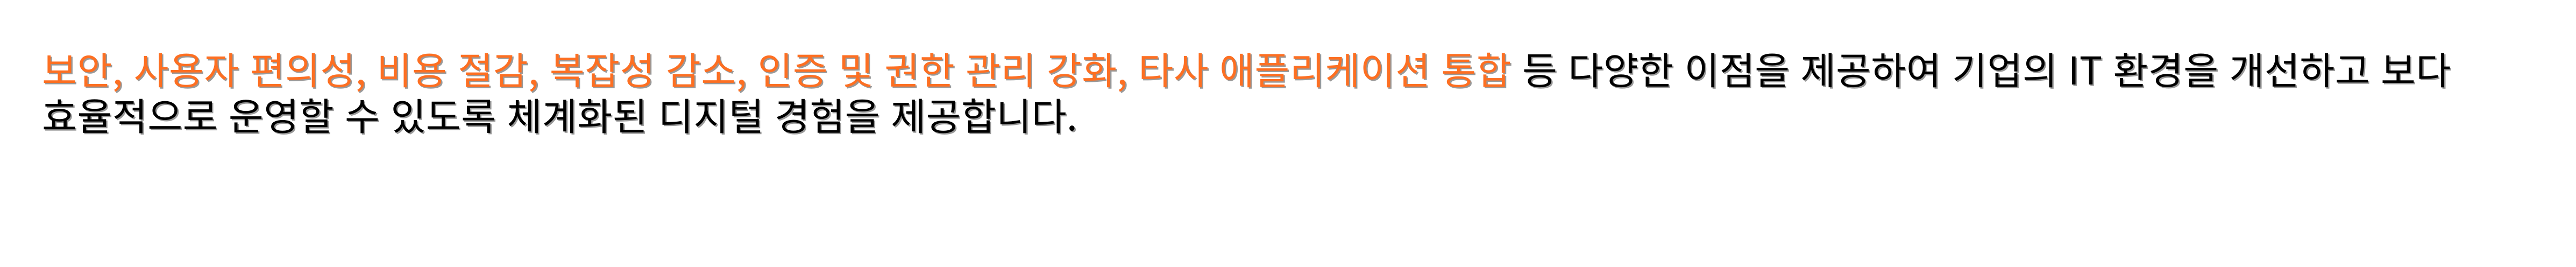 보안, 사용자 편의성, 비용 절감, 복잡성 감소, 인증 및 권한 관리 강화, 타사 애플리케이션 통합 등 다양한 이점을 제공하여 기업의 IT 환경을 개선하고 보다
효율적으로 운영할 수 있도록 체계화된 디지털 경험을 제공합니다.